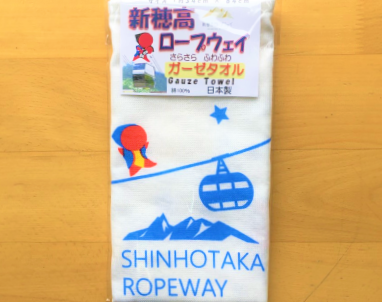 新穂高
ロープウェイ
さらさら ふわふわ
ガーゼタオル
Gauze Towel
綿100% 日本製
SHINHOTAKA
ROPEWAY